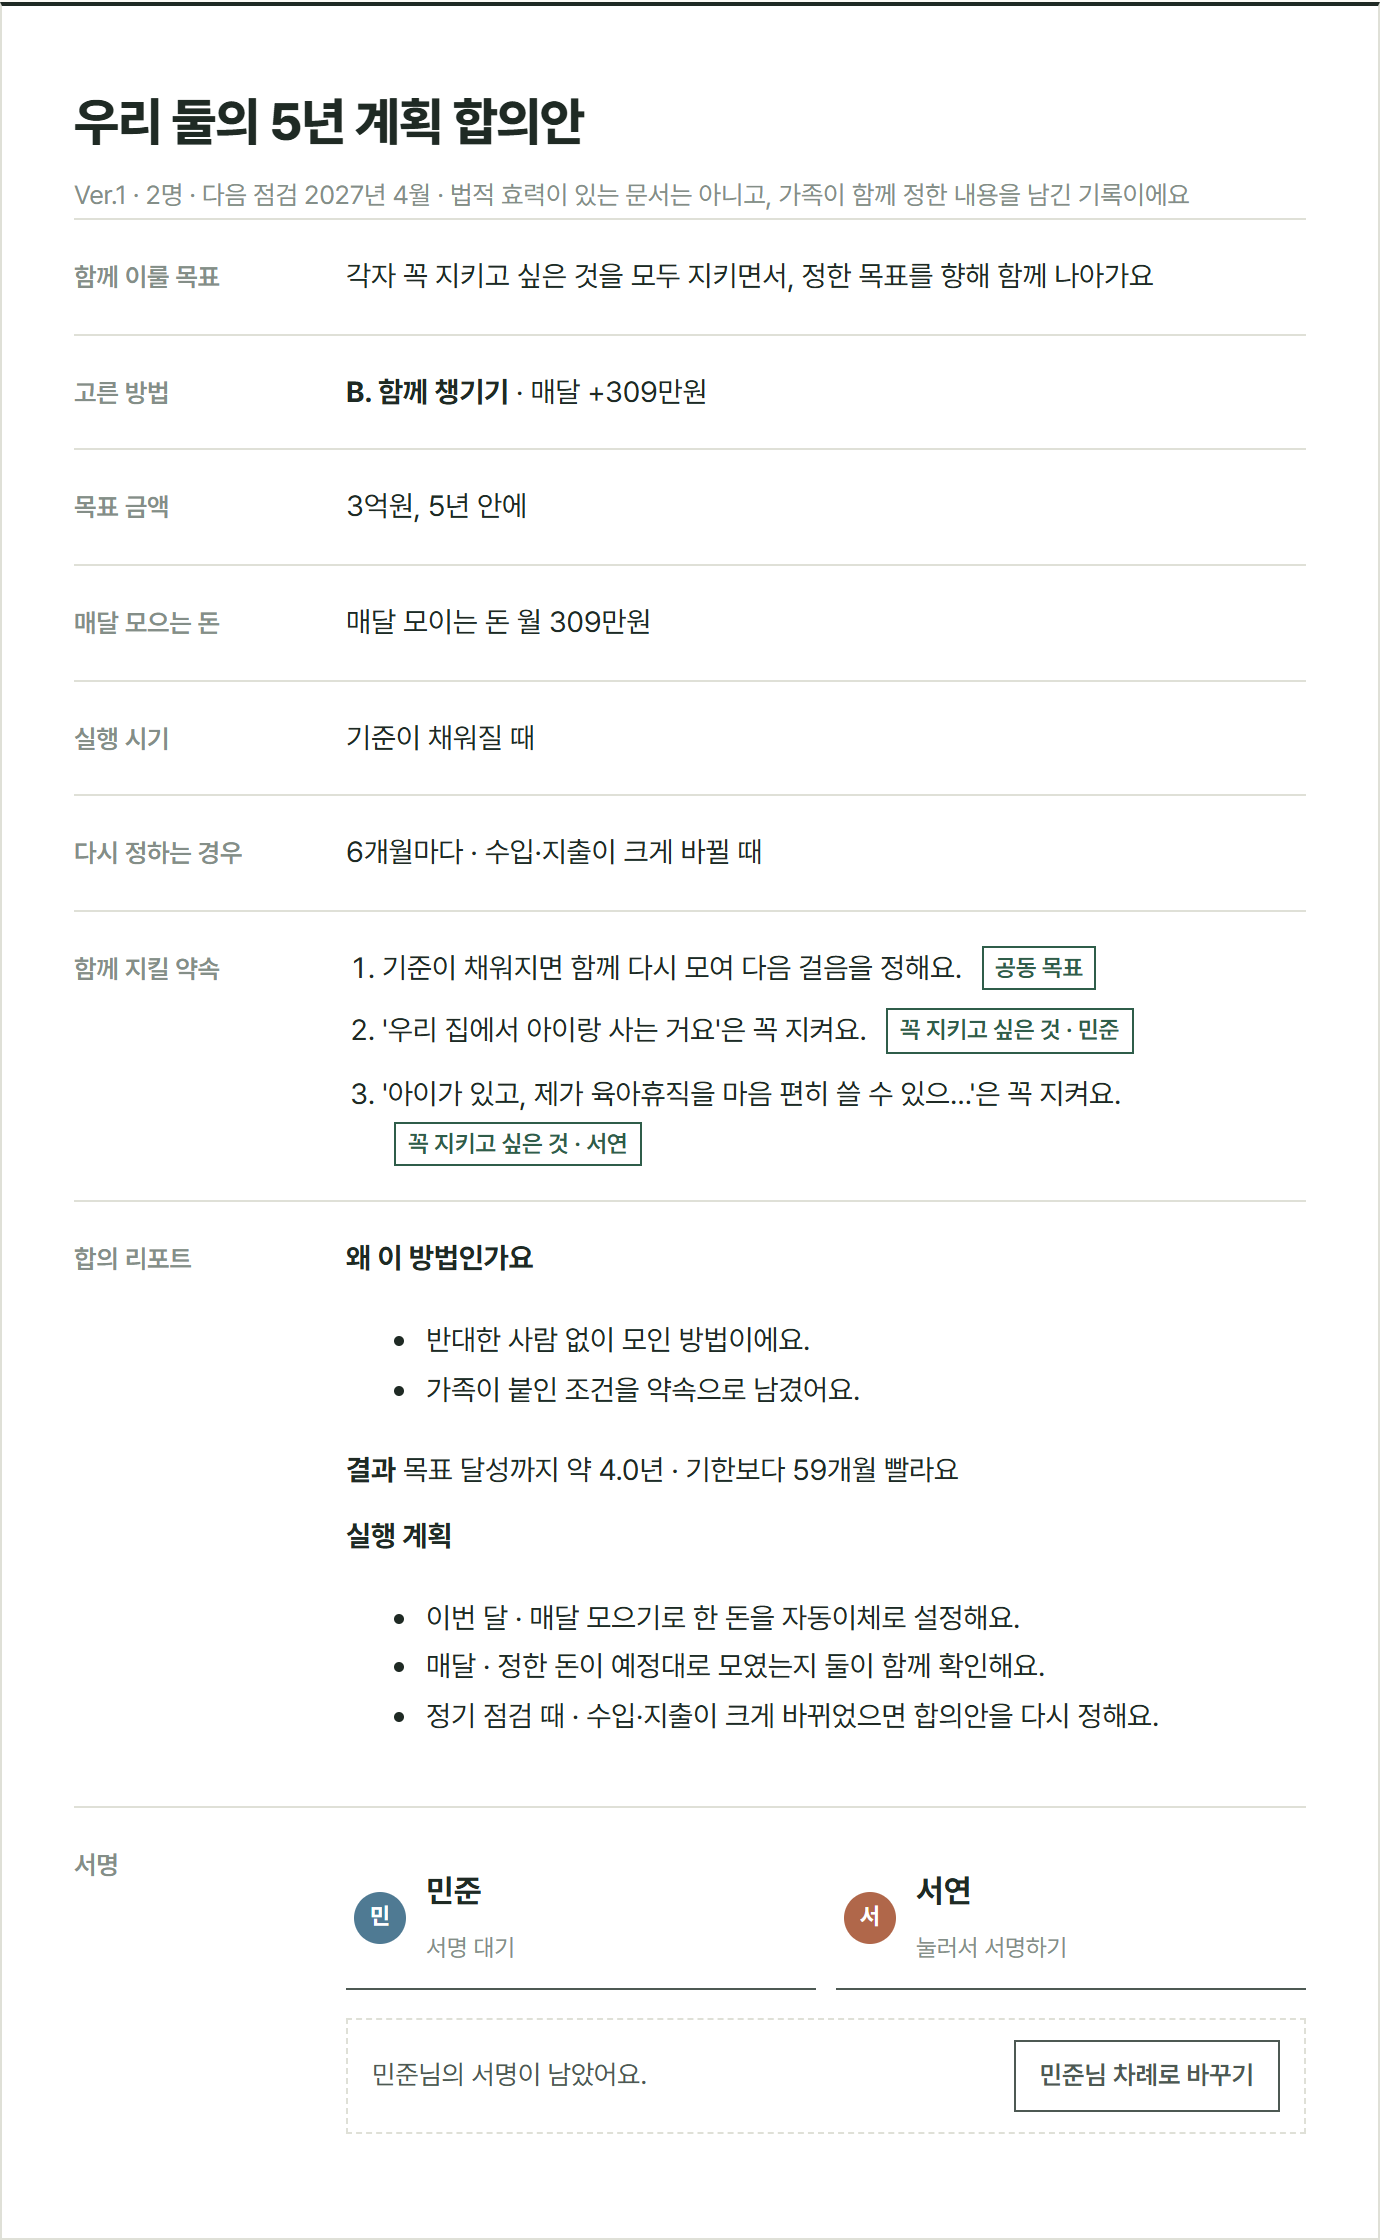 우리 둘의 5년 계획 합의안
Ver.1 · 2명 · 다음 점검 2027년 4월 · 법적 효력이 있는 문서는 아니고, 가족이 함께 정한 내용을 남긴 기록이에요
함께 이룰 목표
각자 꼭 지키고 싶은 것을 모두 지키면서, 정한 목표를 향해 함께 나아가요
고른 방법
B. 함께 챙기기 · 매달 +309만원
목표 금액
3억원, 5년 안에
매달 모으는 돈
매달 모이는 돈 월 309만원
실행 시기
기준이 채워질 때
다시 정하는 경우
6개월마다 · 수입·지출이 크게 바뀔 때
함께 지킬 약속
1. 기준이 채워지면 함께 다시 모여 다음 걸음을 정해요. 공동 목표
2. '우리 집에서 아이랑 사는 거요'은 꼭 지켜요. 꼭 지키고 싶은 것 · 민준
3. '아이가 있고, 제가 육아휴직을 마음 편히 쓸 수 있으…'은 꼭 지켜요.
꼭 지키고 싶은 것 · 서연
합의 리포트
왜 이 방법인가요
• 반대한 사람 없이 모인 방법이에요.
• 가족이 붙인 조건을 약속으로 남겼어요.
결과 목표 달성까지 약 4.0년 · 기한보다 59개월 빨라요
실행 계획
• 이번 달 · 매달 모으기로 한 돈을 자동이체로 설정해요.
• 매달 · 정한 돈이 예정대로 모였는지 둘이 함께 확인해요.
• 정기 점검 때 · 수입·지출이 크게 바뀌었으면 합의안을 다시 정해요.
서명
민
민준
서명 대기
서
서연
눌러서 서명하기
민준님의 서명이 남았어요.
민준님 차례로 바꾸기